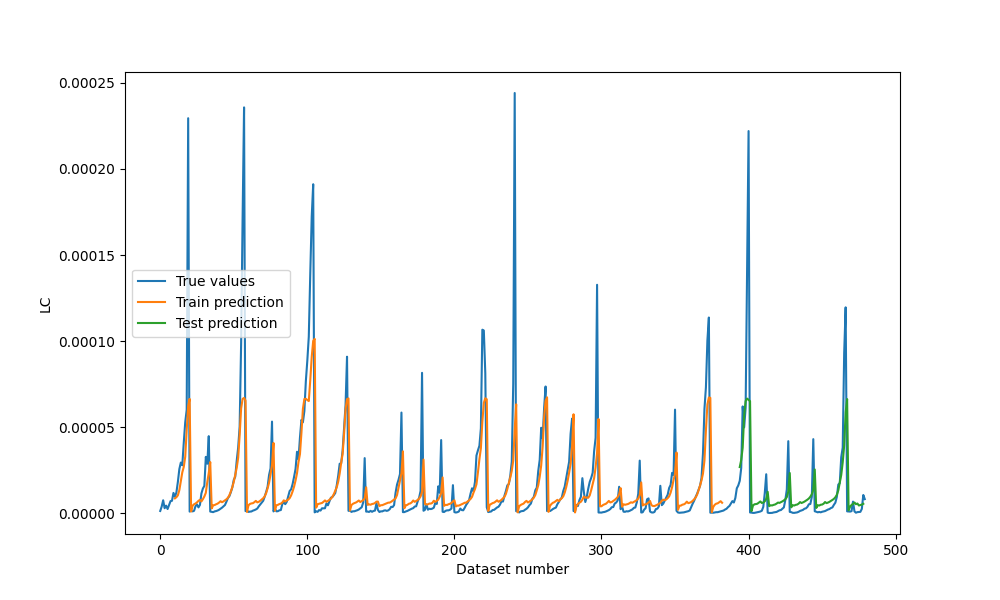 0.00025
0.00020
0.00015
0.00010
0.00005
0.00000
LC
True values
Train prediction
Test prediction
0 100 200 300 400 500
Dataset number